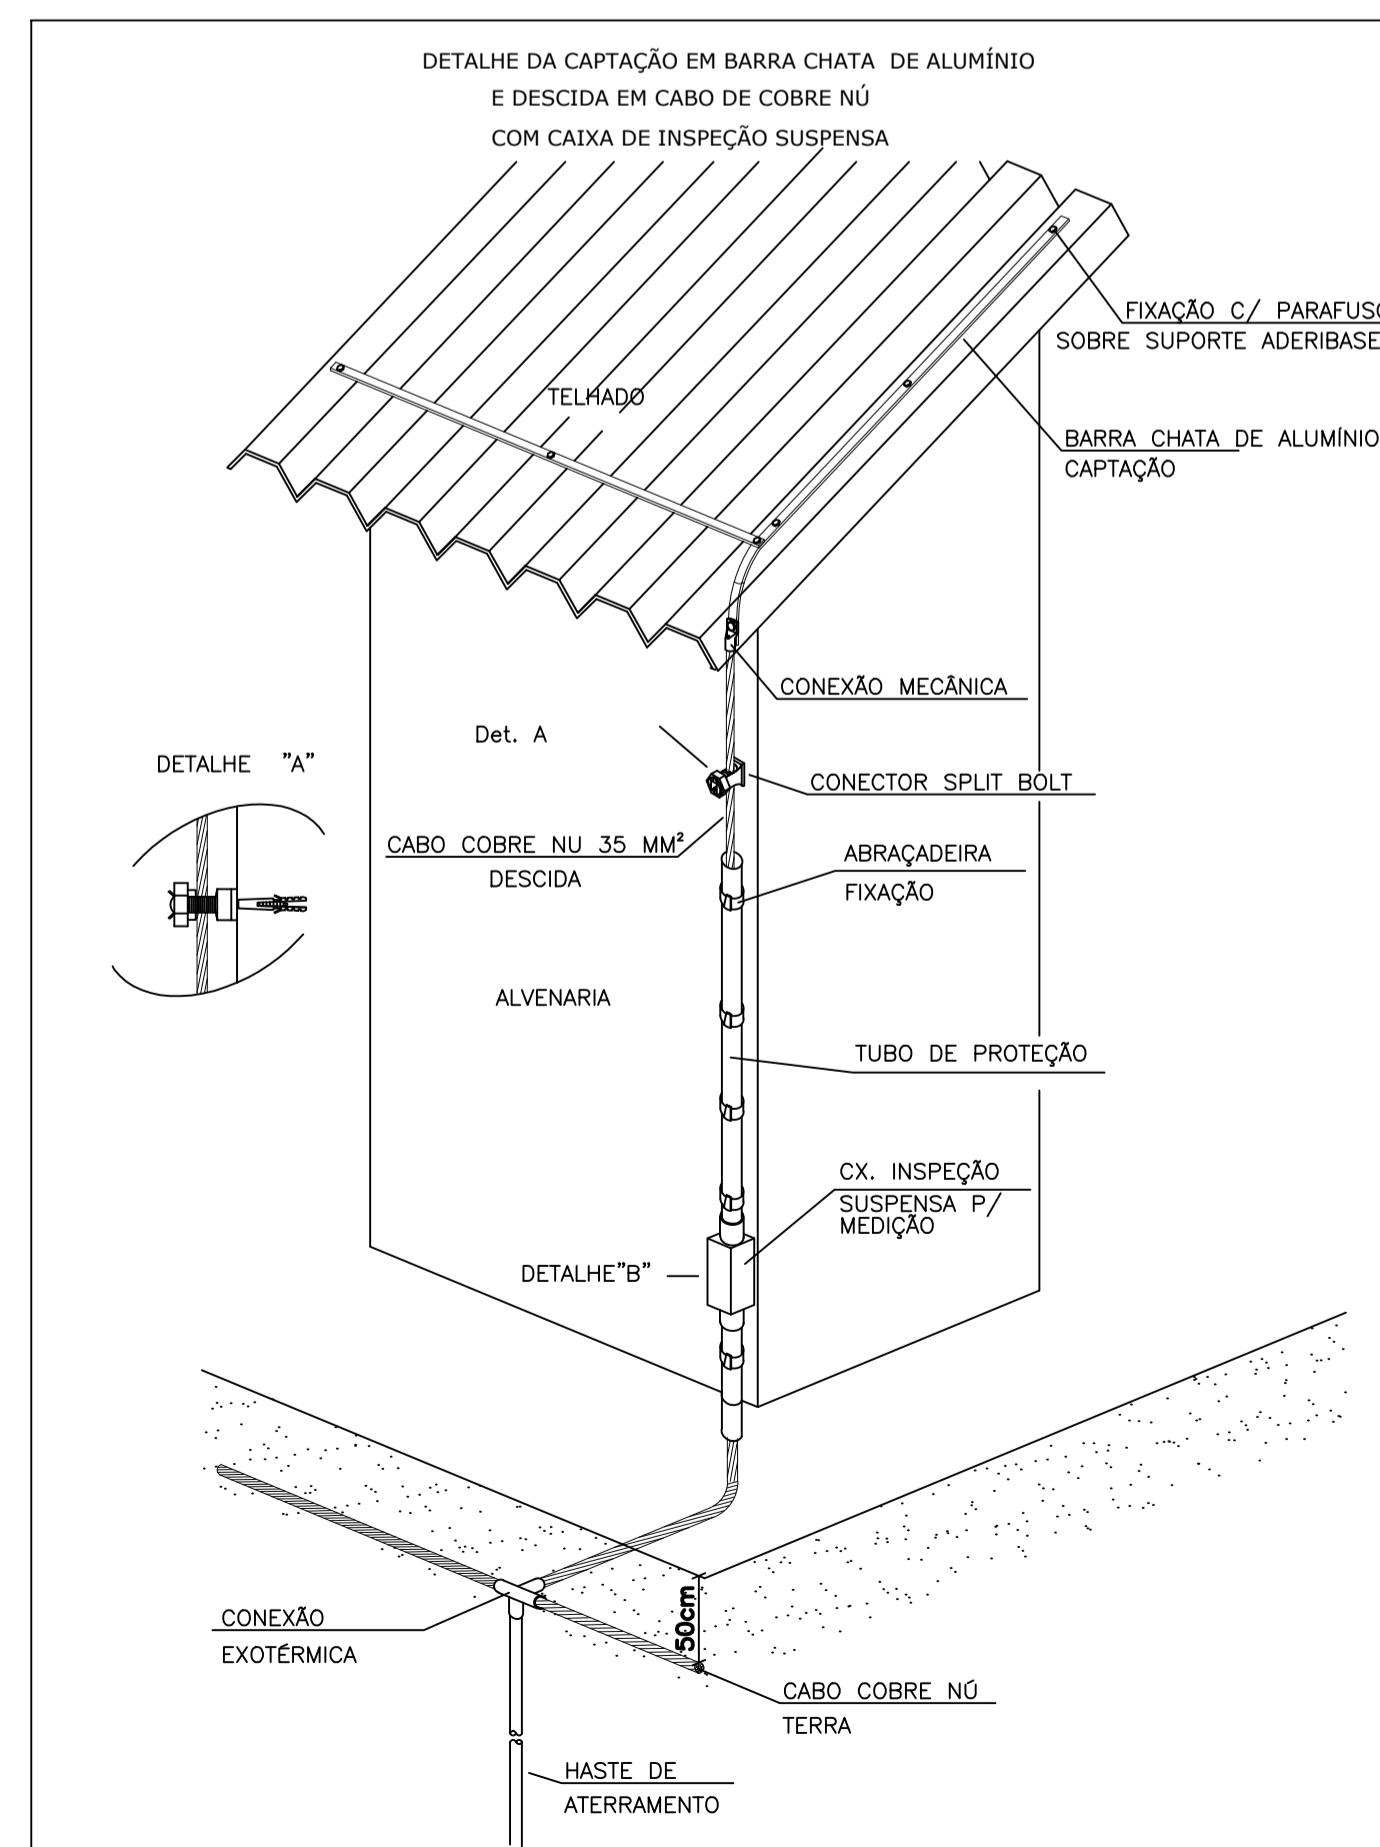 DETALHE DA CAPTAÇÃO EM BARRA CHATA DE ALUMÍNIO
E DESCIDA EM CABO DE COBRE NÚ
COM CAIXA DE INSPEÇÃO SUSPENSA
FIXAÇÃO C/ PARAFUSO
SOBRE SUPORTE ADERIBASE
TELHADO
BARRA CHATA DE ALUMÍNIO
CAPTAÇÃO
CONEXÃO MECÂNICA
Det. A
DETALHE "A"
CONECTOR SPLIT BOLT
CABO COBRE NU 35 MM²
DESCIDA
ABRAÇADEIRA
FIXAÇÃO
ALVENARIA
TUBO DE PROTEÇÃO
CX. INSPEÇÃO
SUSPENSA P/
MEDIÇÃO
DETALHE"B"
50cm
CONEXÃO
EXOTÉRMICA
CABO COBRE NÚ
TERRA
HASTE DE
ATERRAMENTO